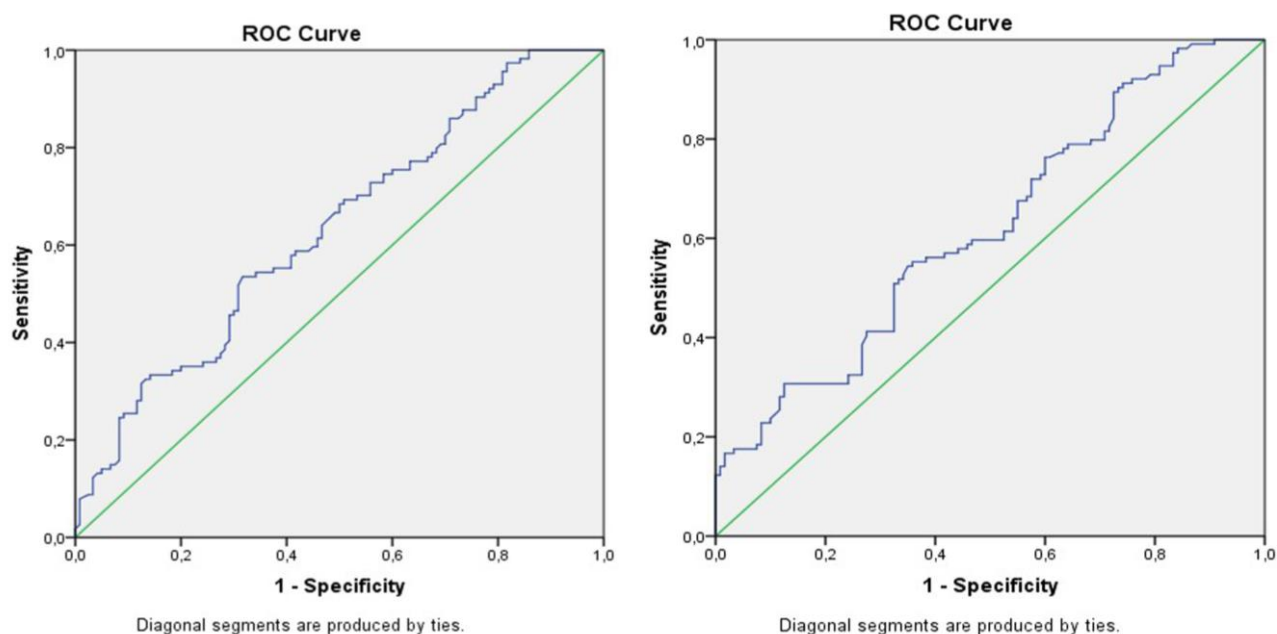 ROC Curve
1,0
0,8
0,6
0,4
0,2
0,0
Sensitivity
0,0 0,2 0,4 0,6 0,8 1,0
1 - Specificity
Diagonal segments are produced by ties.
ROC Curve
1,0
0,8
0,6
0,4
0,2
0,0
Sensitivity
0,0 0,2 0,4 0,6 0,8 1,0
1 - Specificity
Diagonal segments are produced by ties.